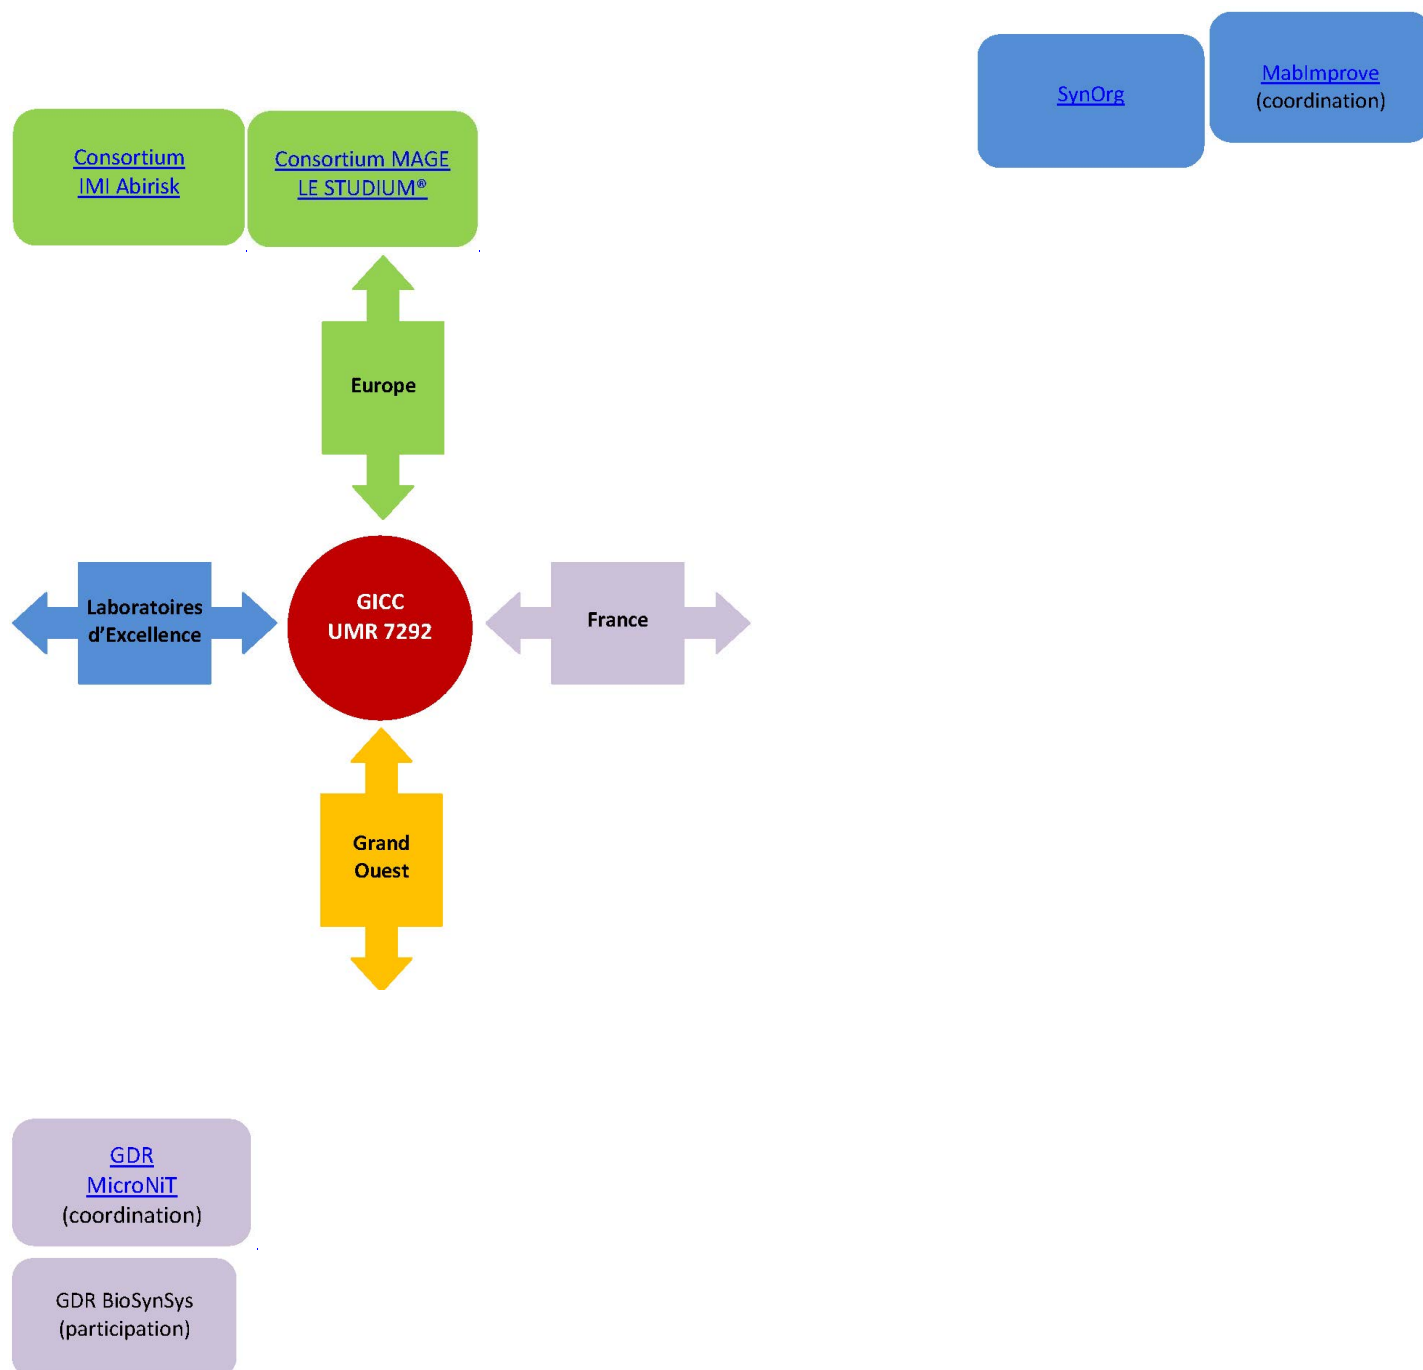 SynOrg
MabImprove
(coordination)
Consortium
IMI Abirisk
Consortium MAGE
LE STUDIUM®
Europe
Laboratoires
d'Excellence
GICC
UMR 7292
France
Grand
Ouest
GDR
MicroNiT
(coordination)
GDR BioSynSys
(participation)